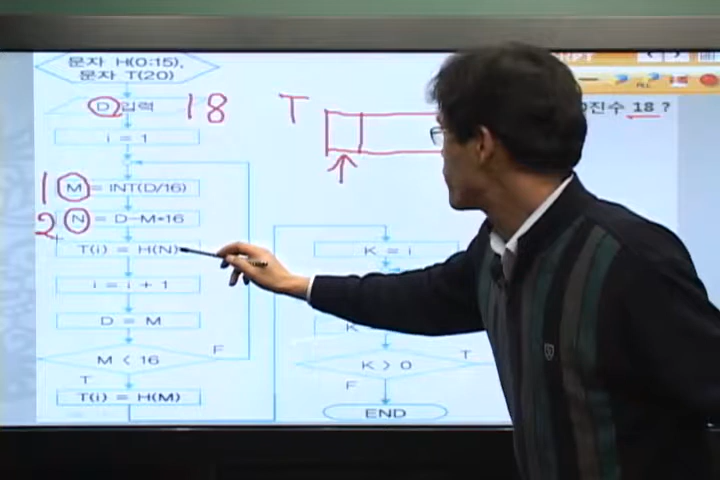 문자 H(0:15),
문자 T(20)
D 입력
18
i = 1
1
M = INT(D/16)
2
N = D-M*16
T(i) = H(N)
i = i + 1
D = M
M < 16
F
T
T(i) = H(M)
T
진수 18 ?
K = i
K
K > 0
T
F
END